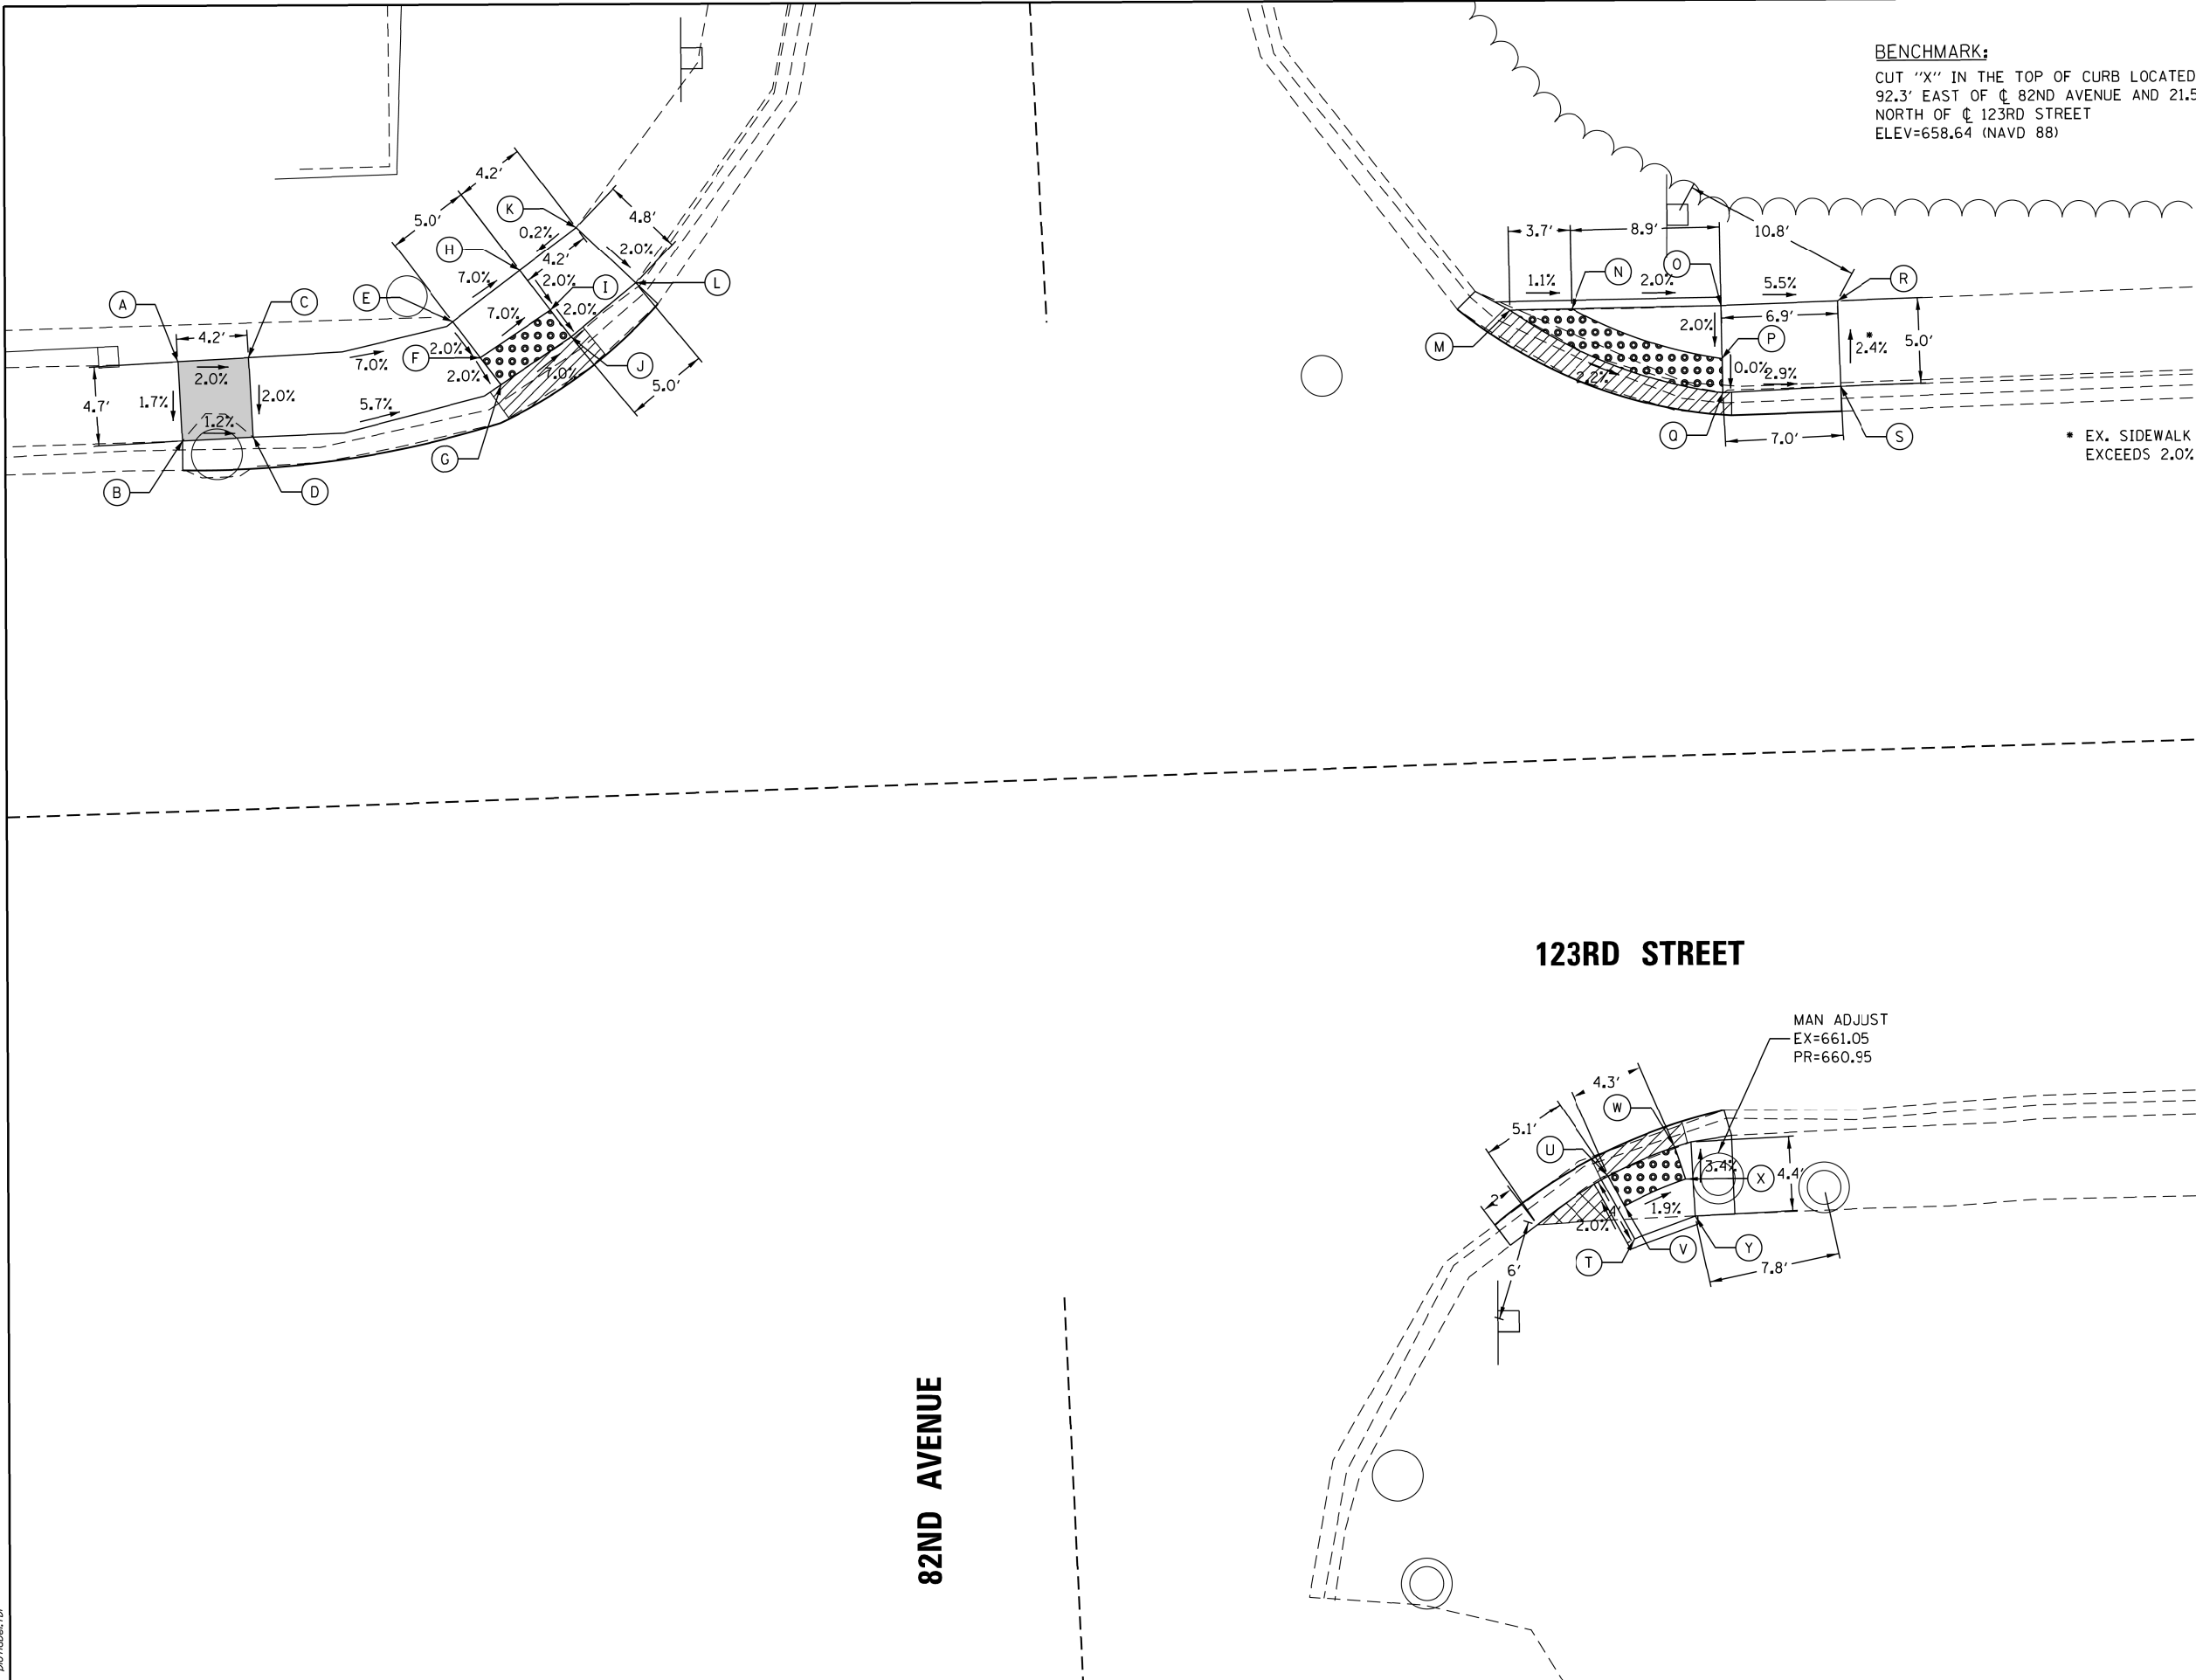 BENCHMARK:
CUT "X" IN THE TOP OF CURB LOCATED
92.3' EAST OF ℄ 82ND AVENUE AND 21.5
NORTH OF ℄ 123RD STREET
ELEV=658.64 (NAVD 88)
4.2'
5.0'
K
4.8'
0.2%
H
2.0%
4.2'
7.0%
2.0%
I
L
E
7.0%
2.0%
A
C
4.2'
F
2.0%
7.0%
J
2.0%
7.0%
5.0'
2.0%
4.7'
1.7%
2.0%
5.7%
1.2%
G
B
D
3.7'
8.9'
10.8'
N
O
1.1%
2.0%
5.5%
R
6.9'
2.0%
M
P
*
2.4%
5.0'
0.0%
2.9%
2.2%
Q
7.0'
S
* EX. SIDEWALK
EXCEEDS 2.0%
123RD STREET
MAN ADJUST
EX=661.05
PR=660.95
4.3'
W
5.1'
U
3.4%
X
4.4'
2'
4'
1.9%
2.0%
T
V
Y
6'
7.8'
82ND AVENUE